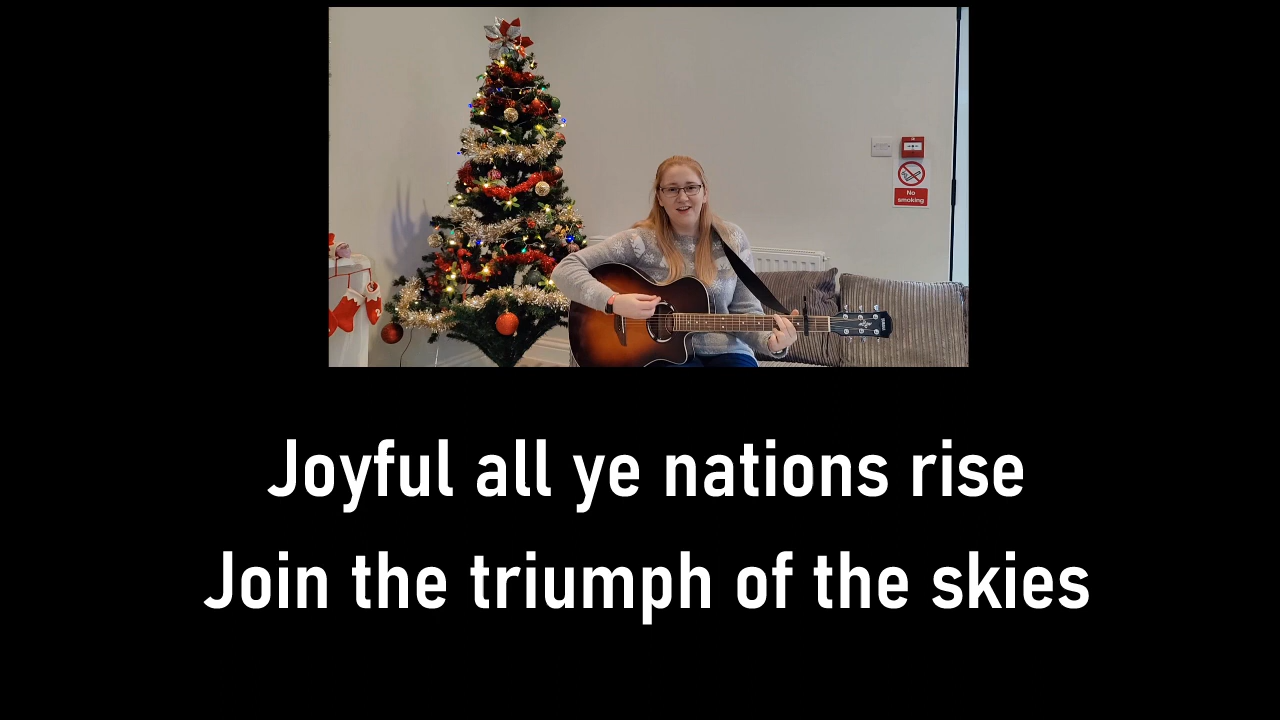 No
smoking
Joyful all ye nations rise
Join the triumph of the skies